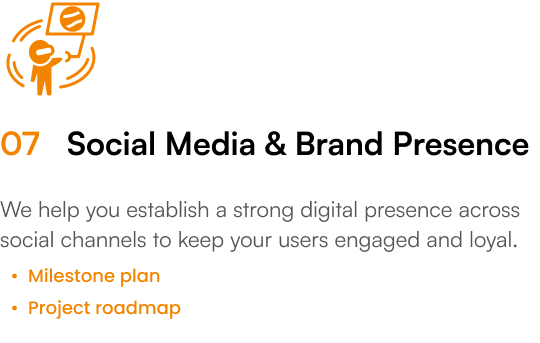 07 Social Media & Brand Presence
We help you establish a strong digital presence across
social channels to keep your users engaged and loyal.
• Milestone plan
• Project roadmap